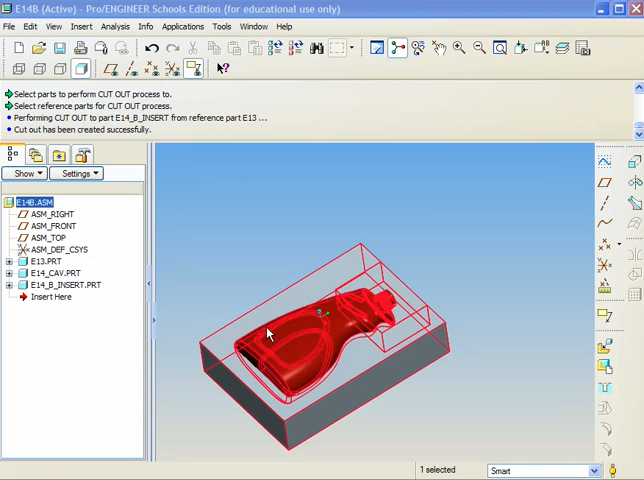 E14B (Active) - Pro/ENGINEER Schools Edition (for educational use only)
File Edit View Insert Analysis Info Applications Tools Window Help
Select parts to perform CUT OUT process to.
Select reference parts for CUT OUT process.
Performing CUT OUT to part E14_B_INSERT from reference part E13 ...
Cut out has been created successfully.
Show Settings
E14B.ASM
ASM_RIGHT
ASM_FRONT
ASM_TOP
ASM_DEF_CSYS
E13.PRT
E14_CAV.PRT
E14_B_INSERT.PRT
Insert Here
1 selected Smart